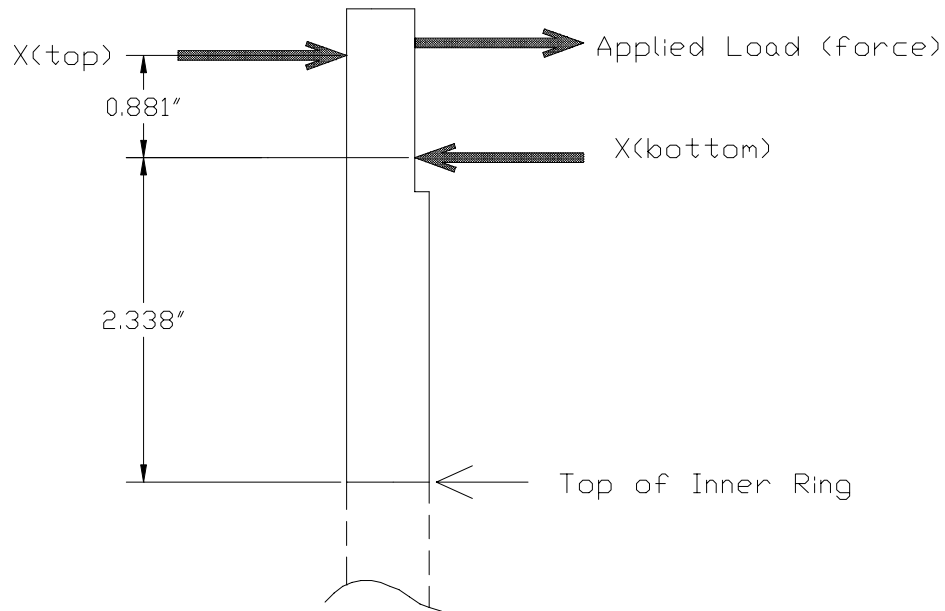 X(top)
Applied Load (force)
0.881"
X(bottom)
2.338"
Top of Inner Ring